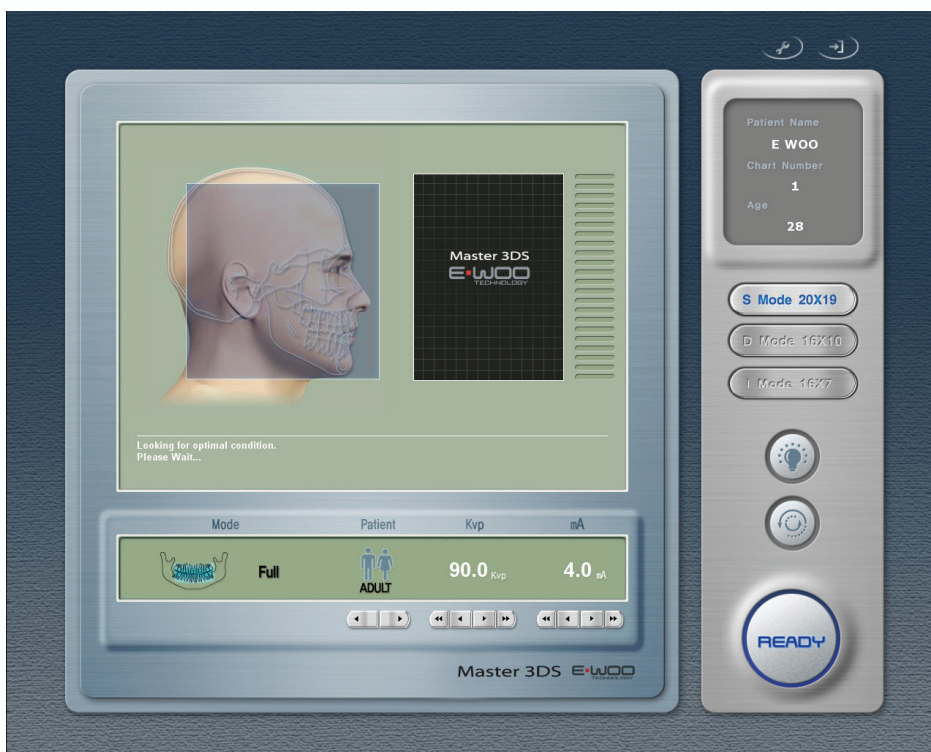 Patient Name
E WOO
Chart Number
1
Age
28
Master 3DS
E·WOO
TECHNOLOGY
S Mode 20X19
D Mode 16X10
I Mode 16X7
Looking for optimal condition.
Please Wait...
Mode Patient Kvp mA
Full ADULT 90.0 Kvp 4.0 mA
READY
Master 3DS E·WOO
TECHNOLOGY